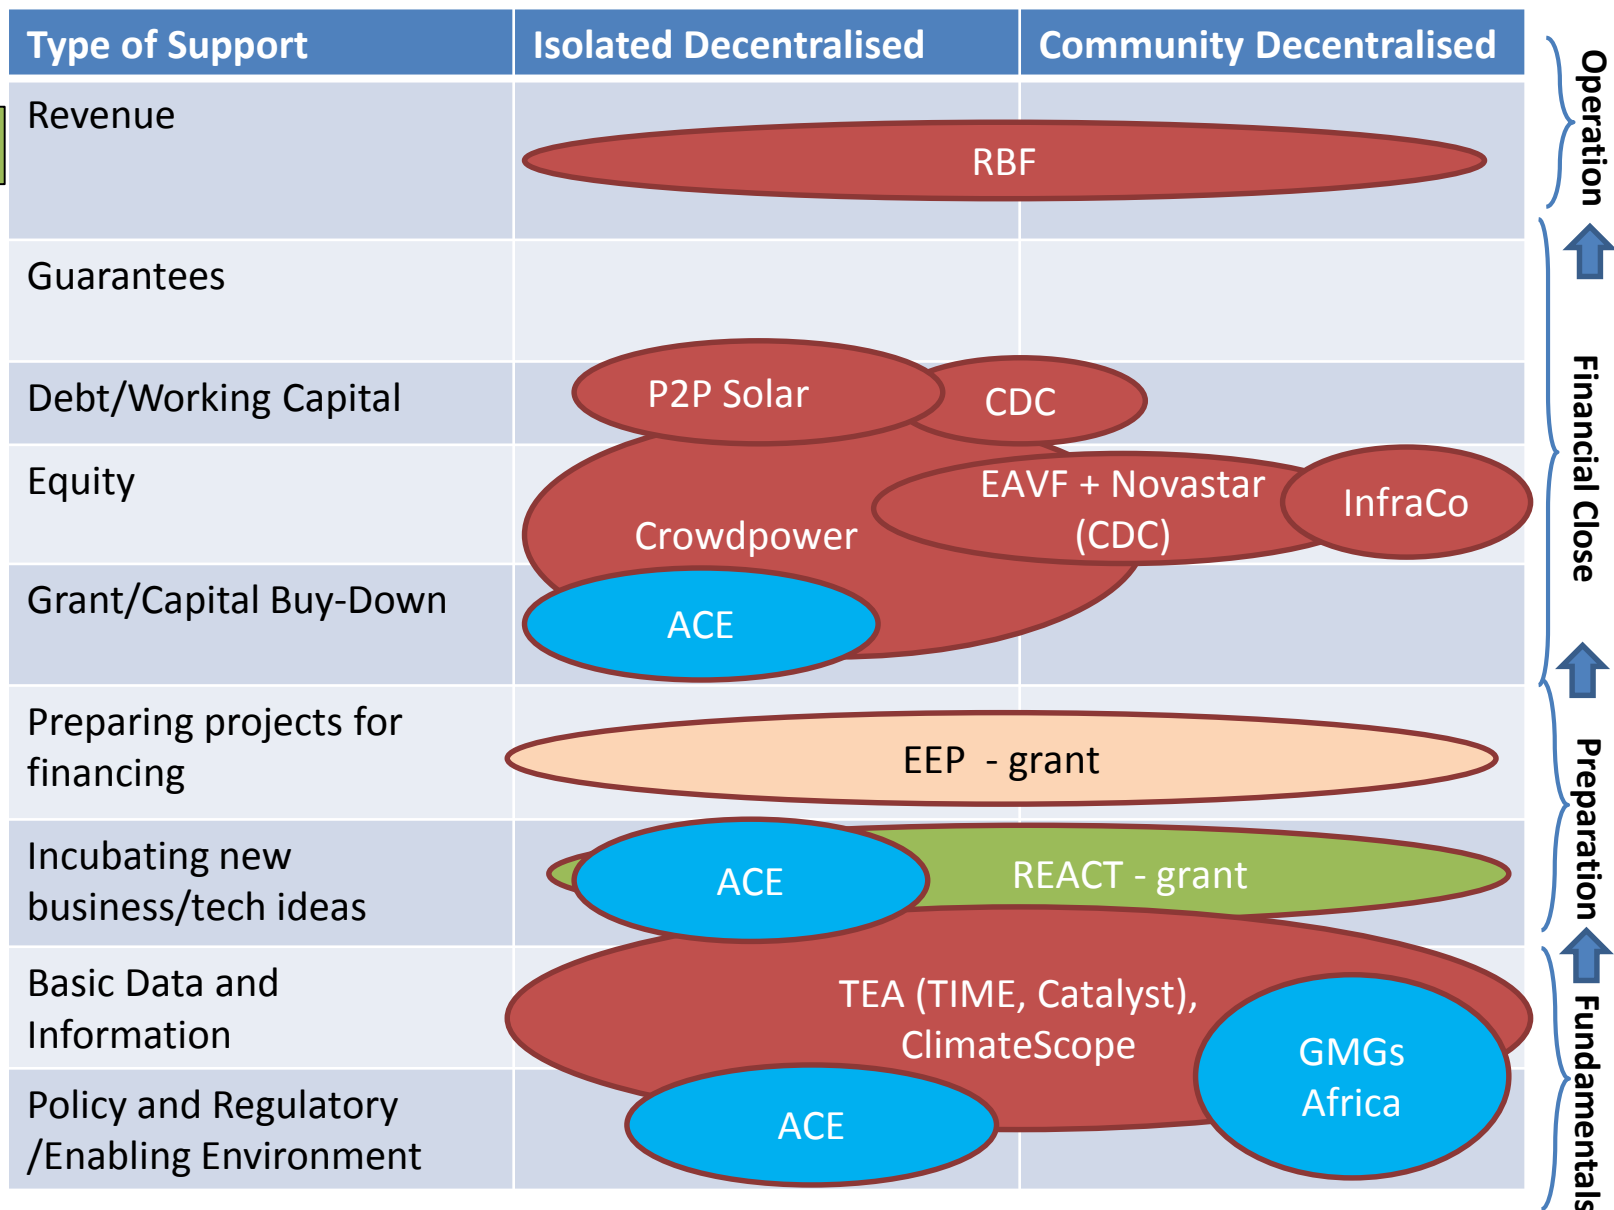 Type of Support
Isolated Decentralised
Community Decentralised
Revenue
RBF
Guarantees
Debt/Working Capital
P2P Solar
CDC
Equity
EAVF + Novastar
(CDC)
InfraCo
Crowdpower
Grant/Capital Buy-Down
ACE
Preparing projects for
financing
EEP - grant
Incubating new
business/tech ideas
ACE
REACT - grant
Basic Data and
Information
TEA (TIME, Catalyst),
ClimateScope
GMGs
Africa
Policy and Regulatory
/Enabling Environment
ACE
Operation
Financial Close
Preparation
Fundamentals